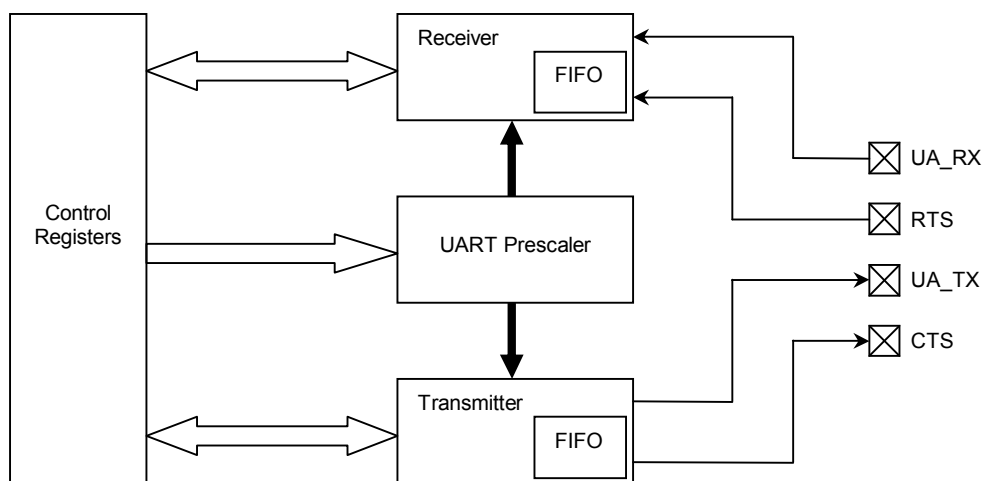 Receiver
FIFO
UA_RX
Control
Registers
RTS
UART Prescaler
UA_TX
CTS
Transmitter
FIFO